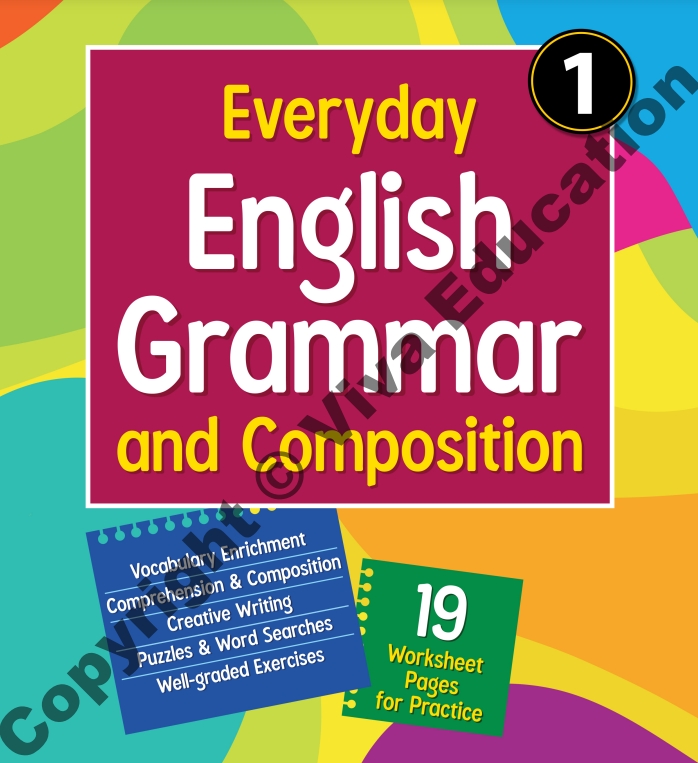 1
Everyday
English
Grammar
and Composition
Vocabulary Enrichment
Comprehension & Composition
Creative Writing
Puzzles & Word Searches
Well-graded Exercises
19
Worksheet
Pages
for Practice
Copyright © Viva Education